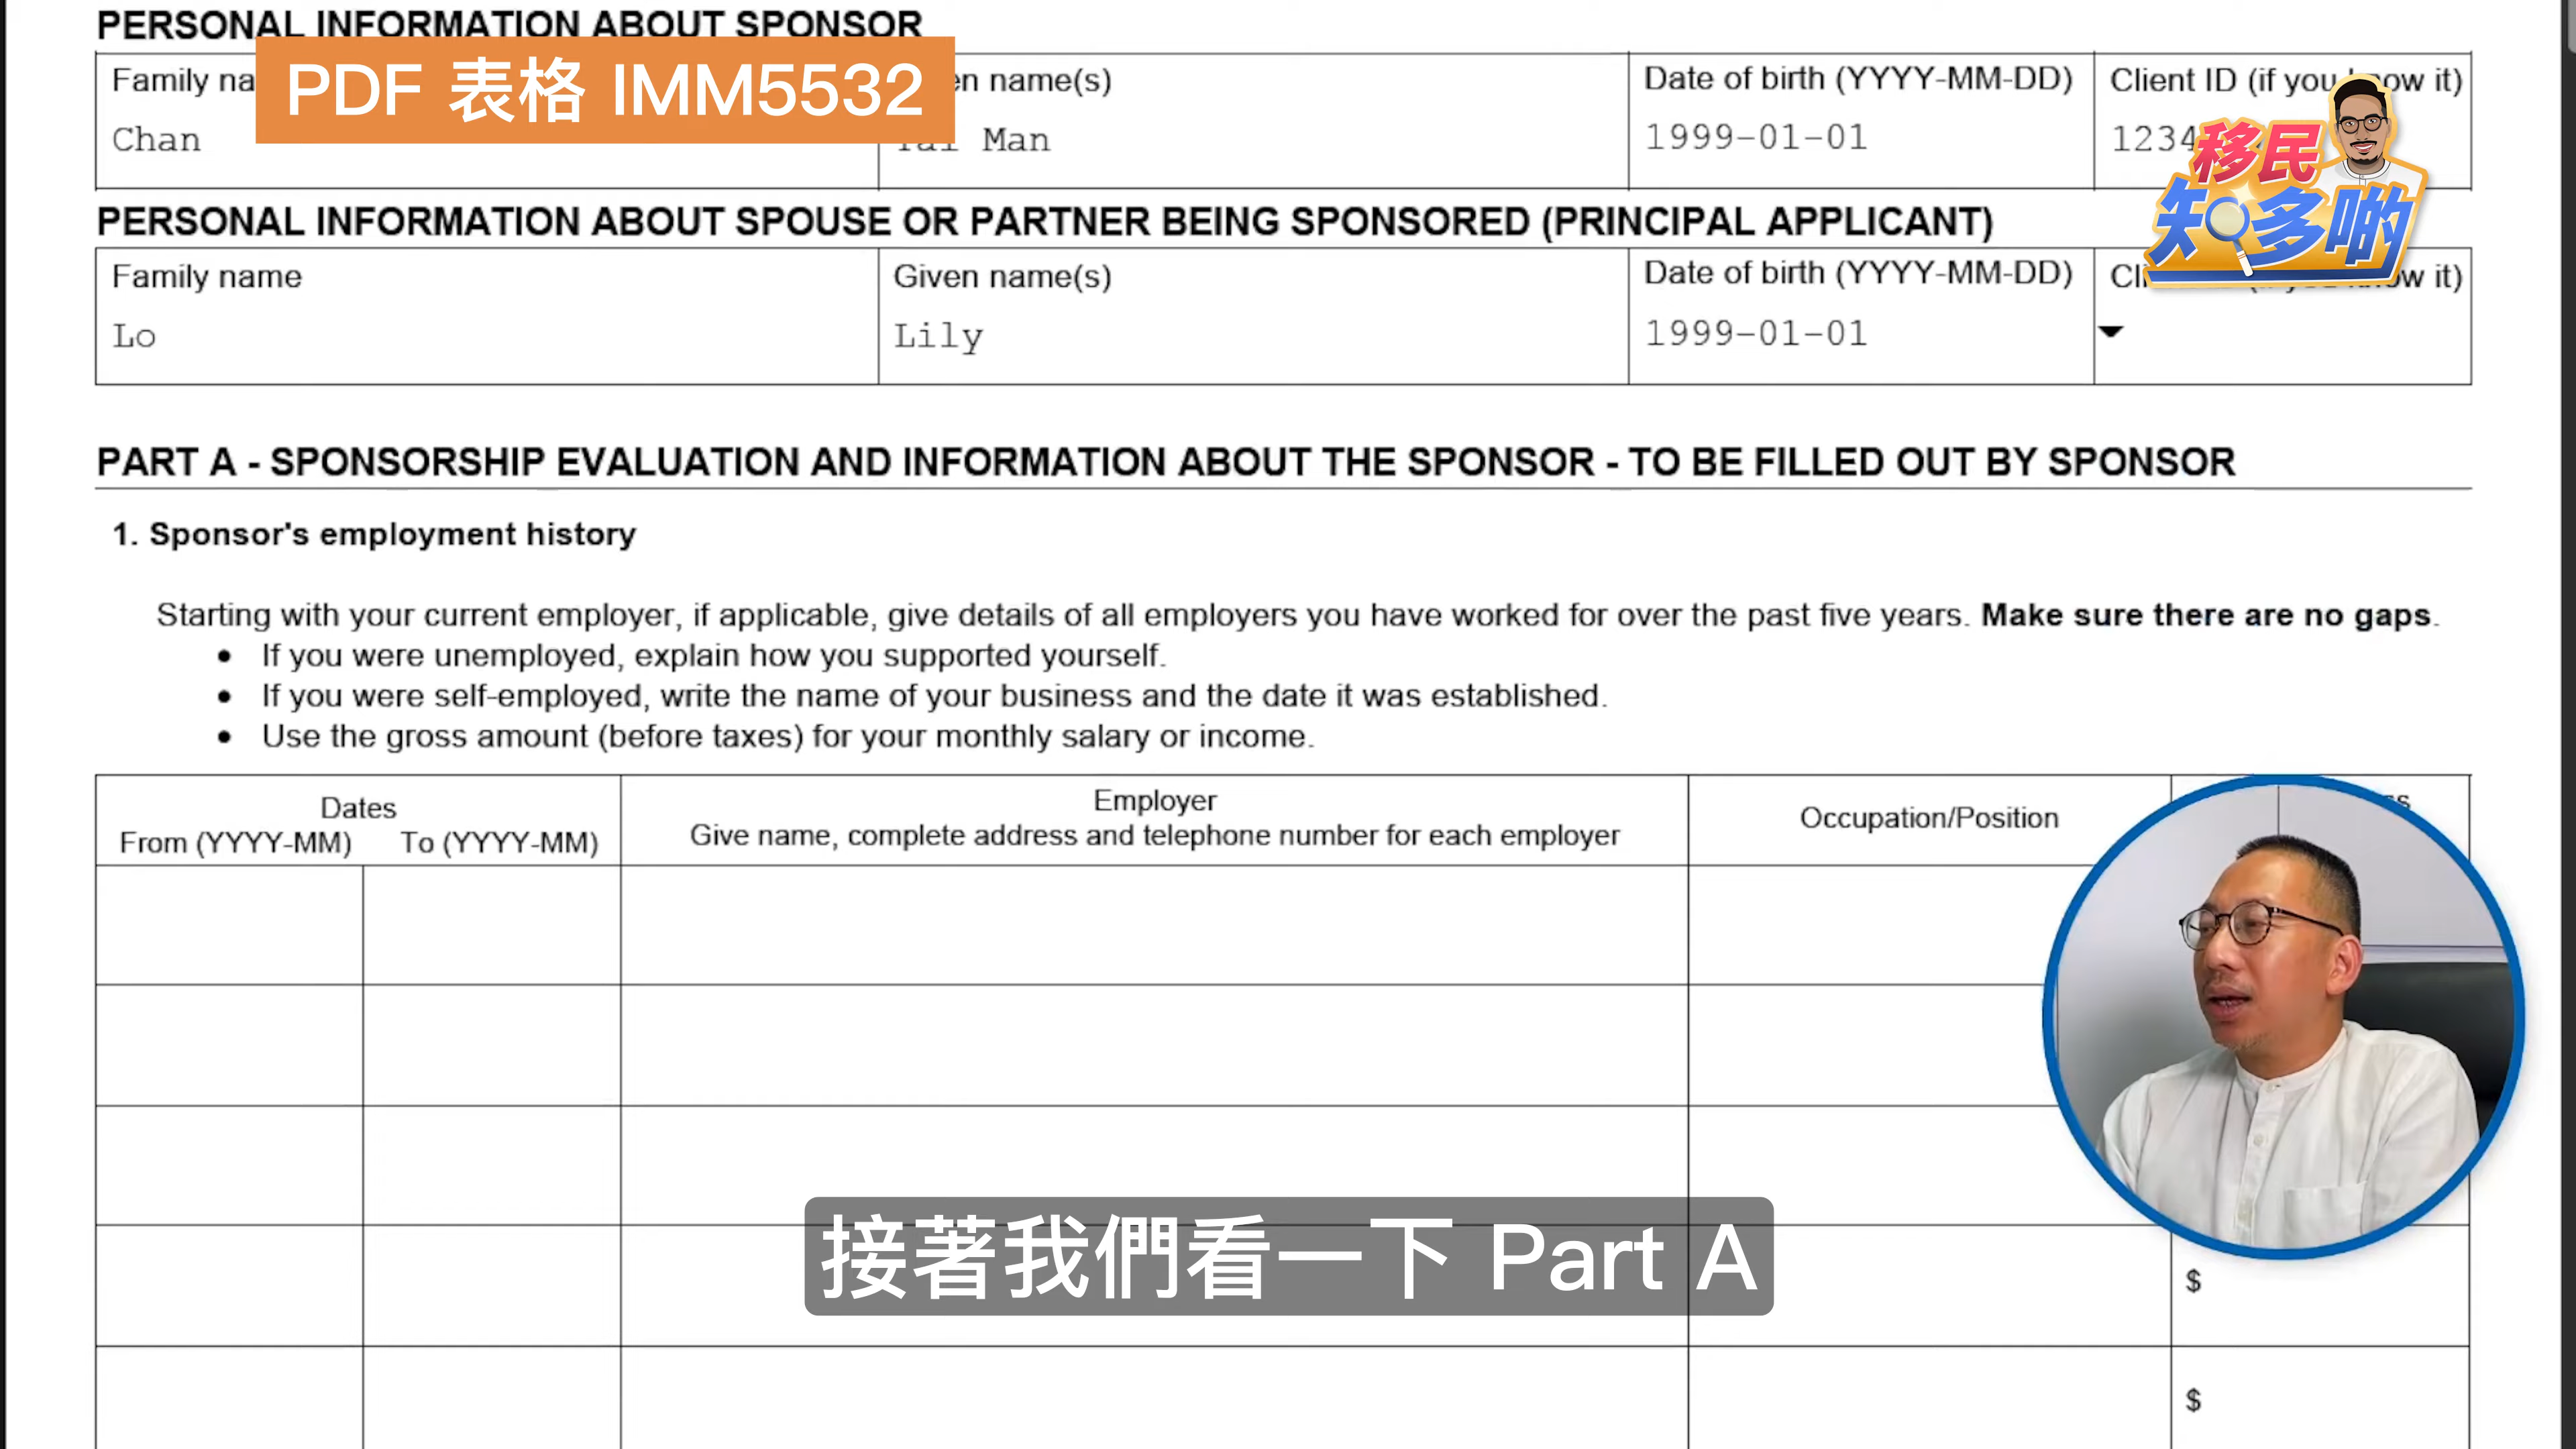 PERSONAL INFORMATION ABOUT SPONSOR
PDF 表格 IMM5532
Family
Date of birth (YYYY-MM-DD)
Client ID (if you know it)
name(s)
Chan
Man
1999-01-01
移民
知多啲
PERSONAL INFORMATION ABOUT SPOUSE OR PARTNER BEING SPONSORED (PRINCIPAL APPLICANT)
Family name
Given name(s)
Date of birth (YYYY-MM-DD)
it)
Lo
Lily
1999-01-01
PART A - SPONSORSHIP EVALUATION AND INFORMATION ABOUT THE SPONSOR - TO BE FILLED OUT BY SPONSOR
1. Sponsor's employment history
Starting with your current employer, if applicable, give details of all employers you have worked for over the past five years. Make sure there are no gaps.
• If you were unemployed, explain how you supported yourself.
• If you were self-employed, write the name of your business and the date it was established.
• Use the gross amount (before taxes) for your monthly salary or income.
Dates
From (YYYY-MM) To (YYYY-MM)
Employer
Give name, complete address and telephone number for each employer
Occupation/Position
接著我們看一下 Part A
$
$